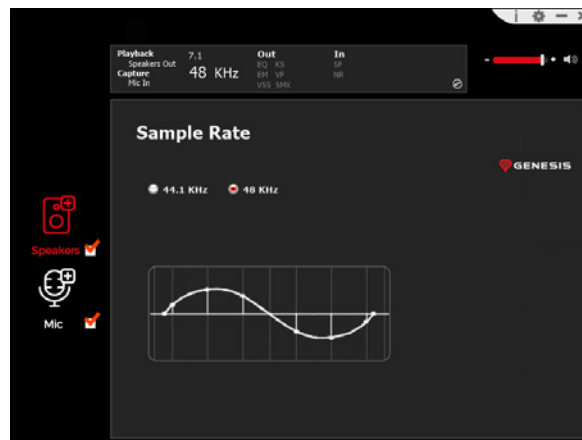 i
Playback 7.1 Out In
Speakers Out EQ KS SF
Capture 48 KHz EM VF NR
Mic In VSS SMX
Sample Rate
GENESIS
44.1 KHz 48 KHz
Speakers
Mic